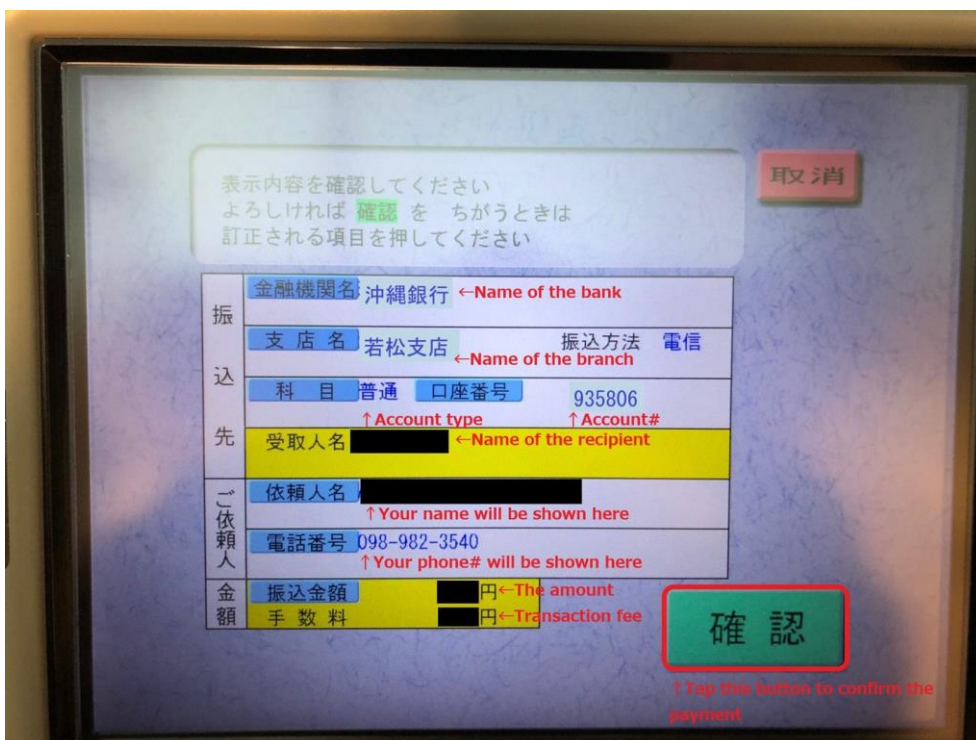 表示内容を確認してください
よろしければ 確認 を ちがうときは
訂正される項目を押してください
取消
振込先
金融機関名 沖縄銀行 ←Name of the bank
支店名 若松支店 振込方法 電信
←Name of the branch
科目 普通 口座番号 935806
↑Account type ↑Account#
受取人名 ←Name of the recipient
ご依頼人
依頼人名
↑Your name will be shown here
電話番号 098-982-3540
↑Your phone# will be shown here
金額
振込金額 円←The amount
手数料 円←Transaction fee
確認
↑Tap this button to confirm the
payment